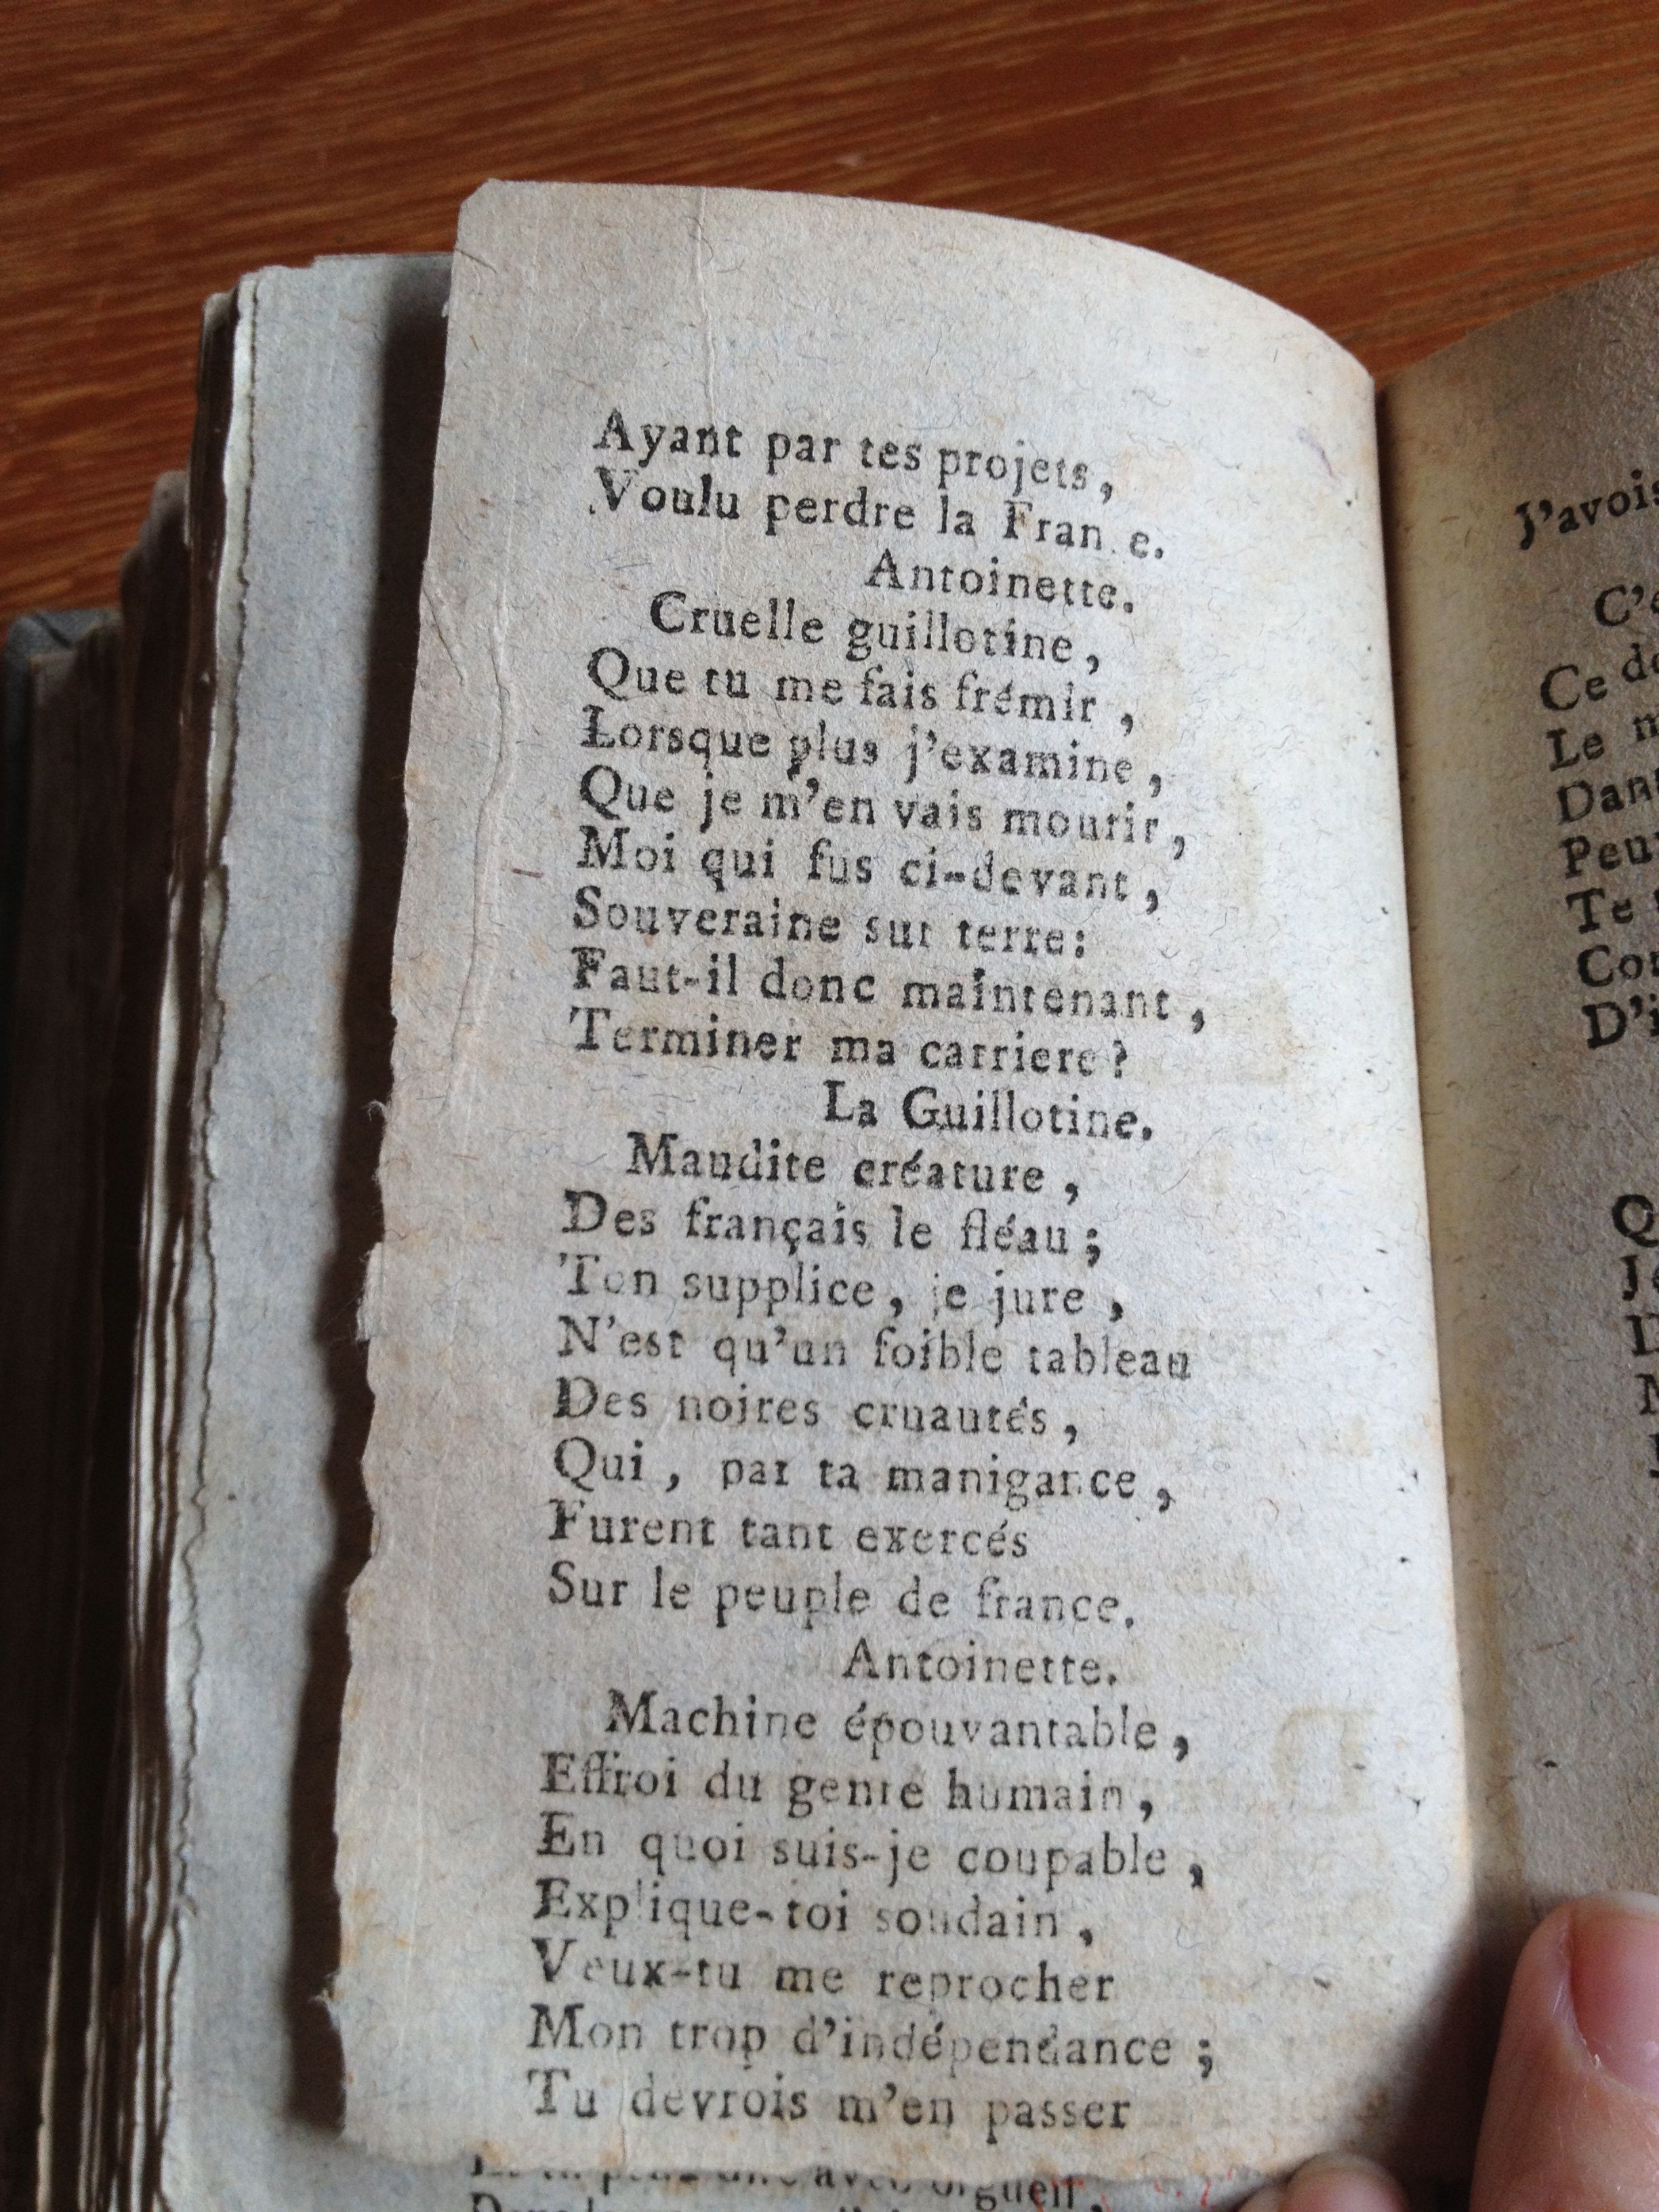 Ayant par tes projets,
Voulu perdre la Fran.e.
Antoinette.
Cruelle guillotine,
Que tu me fais frémir,
Lorsque plus j'examine,
Que je m'en vais mourir,
Moi qui fus ci-devant,
Souveraine sur terre:
Faut-il donc maintenant,
Terminer ma carriere?
La Guillotine.
Maudite créature,
Des français le fléau;
Ton supplice, je jure,
N'est qu'un foible tableau
Des noires cruautés,
Qui, par ta manigance,
Furent tant exercés
Sur le peuple de france.
Antoinette.
Machine épouvantable,
Effroi du genre humain,
En quoi suis-je coupable,
Explique-toi soudain,
Veux-tu me reprocher
Mon trop d'indépendance;
Tu devrois m'en passer
avec orgueil,
J'avois
Ce
Le